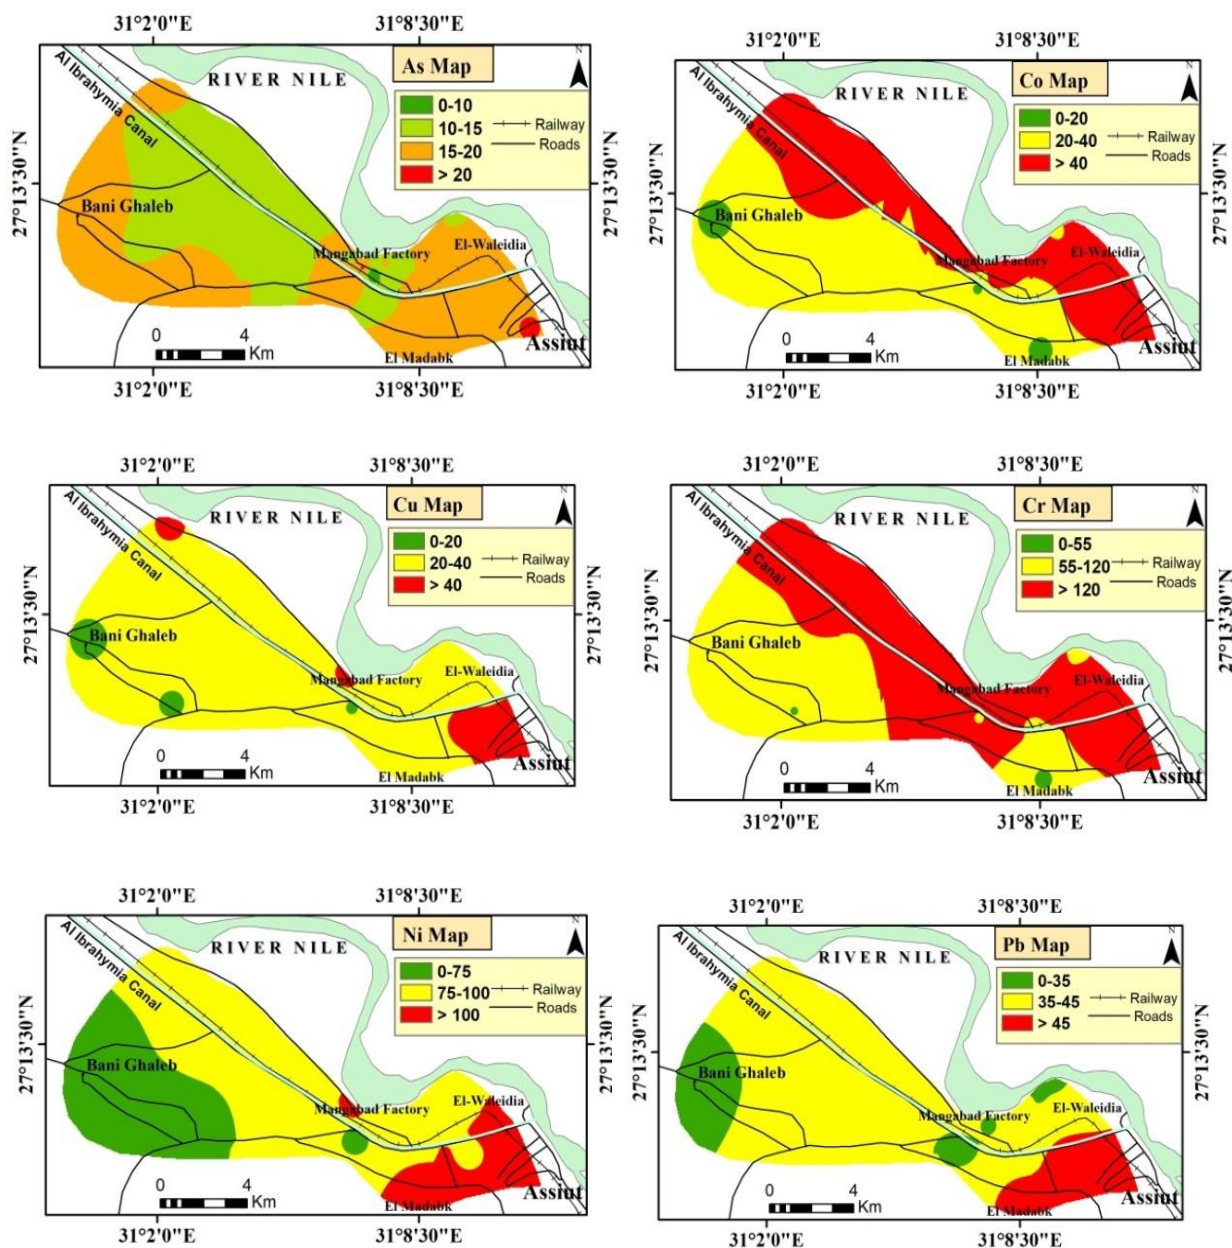 31°2'0"E 31°8'30"E
As Map
RIVER NILE
N
0-10
10-15
15-20
> 20
Railway
Roads
Al Ibrahymia Canal
27°13'30"N 27°13'30"N
Bani Ghaleb
El-Waleidia
Mangabad Factory
0 4
Km
Assiut
El Madabk
31°2'0"E 31°8'30"E
31°2'0"E 31°8'30"E
Co Map
RIVER NILE
N
0-20
20-40
> 40
Railway
Roads
Al Ibrahymia Canal
27°13'30"N 27°13'30"N
Bani Ghaleb
El-Waleidia
Mangabad Factory
0 4
Km
Assiut
El Madabk
31°2'0"E 31°8'30"E
31°2'0"E 31°8'30"E
Cu Map
RIVER NILE
N
0-20
20-40
> 40
Railway
Roads
Al Ibrahymia Canal
27°13'30"N 27°13'30"N
Bani Ghaleb
El-Waleidia
Mangabad Factory
0 4
Km
Assiut
El Madabk
31°2'0"E 31°8'30"E
31°2'0"E 31°8'30"E
Cr Map
RIVER NILE
N
0-55
55-120
> 120
Railway
Roads
Al Ibrahymia Canal
27°13'30"N 27°13'30"N
Bani Ghaleb
El-Waleidia
Mangabad Factory
0 4
Km
Assiut
El Madabk
31°2'0"E 31°8'30"E
31°2'0"E 31°8'30"E
Ni Map
RIVER NILE
N
0-75
75-100
> 100
Railway
Roads
Al Ibrahymia Canal
27°13'30"N 27°13'30"N
Bani Ghaleb
El-Waleidia
Mangabad Factory
0 4
Km
Assiut
El Madabk
31°2'0"E 31°8'30"E
31°2'0"E 31°8'30"E
Pb Map
RIVER NILE
N
0-35
35-45
> 45
Railway
Roads
Al Ibrahymia Canal
27°13'30"N 27°13'30"N
Bani Ghaleb
El-Waleidia
Mangabad Factory
0 4
Km
Assiut
El Madabk
31°2'0"E 31°8'30"E